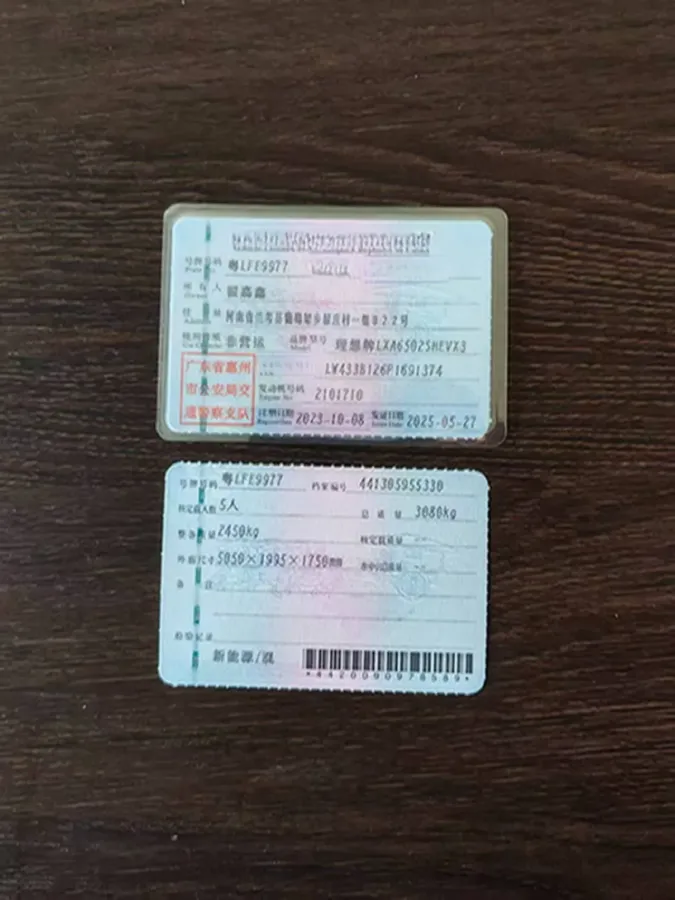 号牌号码 粤LFE9977
所有人
住址
使用性质 非营运 品牌型号 理想牌LXA6502SHEVX3
广东省惠州市公安局交通警察支队
LW433B126P1691374
发动机号码 2101710
注册日期 2023-10-08 发证日期 2025-05-27
号牌号码 粤LFE9977 档案编号 441305955330
核定载人数 5人 总质量 3080kg
整备质量 2450kg 核定载质量 --
外廓尺寸 5050×1995×1750mm 准牵引总质量 --
备注
检验记录
新能源/混
*4420090978589*